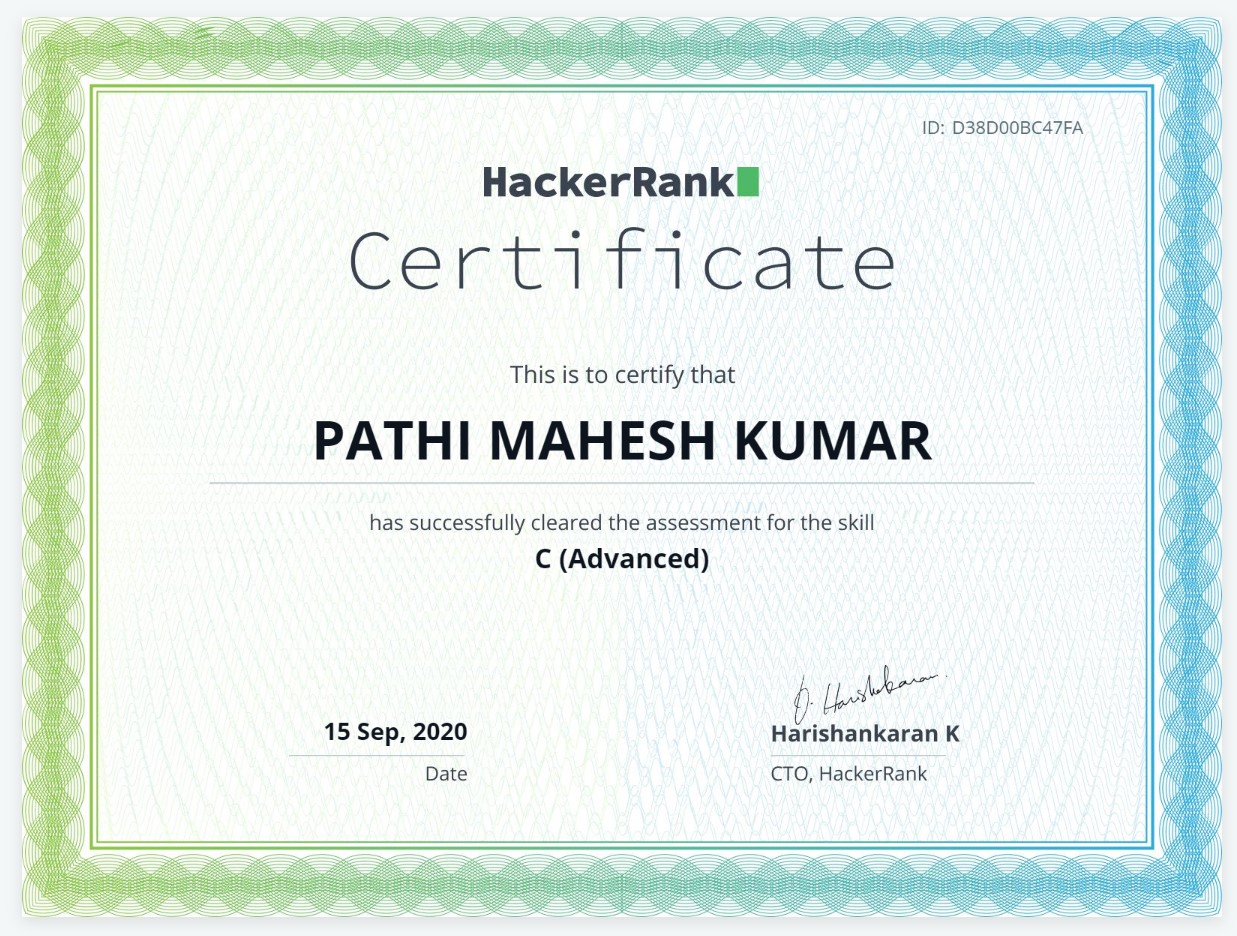 ID: D38D00BC47FA
HackerRank
Certificate
This is to certify that
PATHI MAHESH KUMAR
has successfully cleared the assessment for the skill
C (Advanced)
O. Harishankaran
15 Sep, 2020
Harishankaran K
Date
CTO, HackerRank